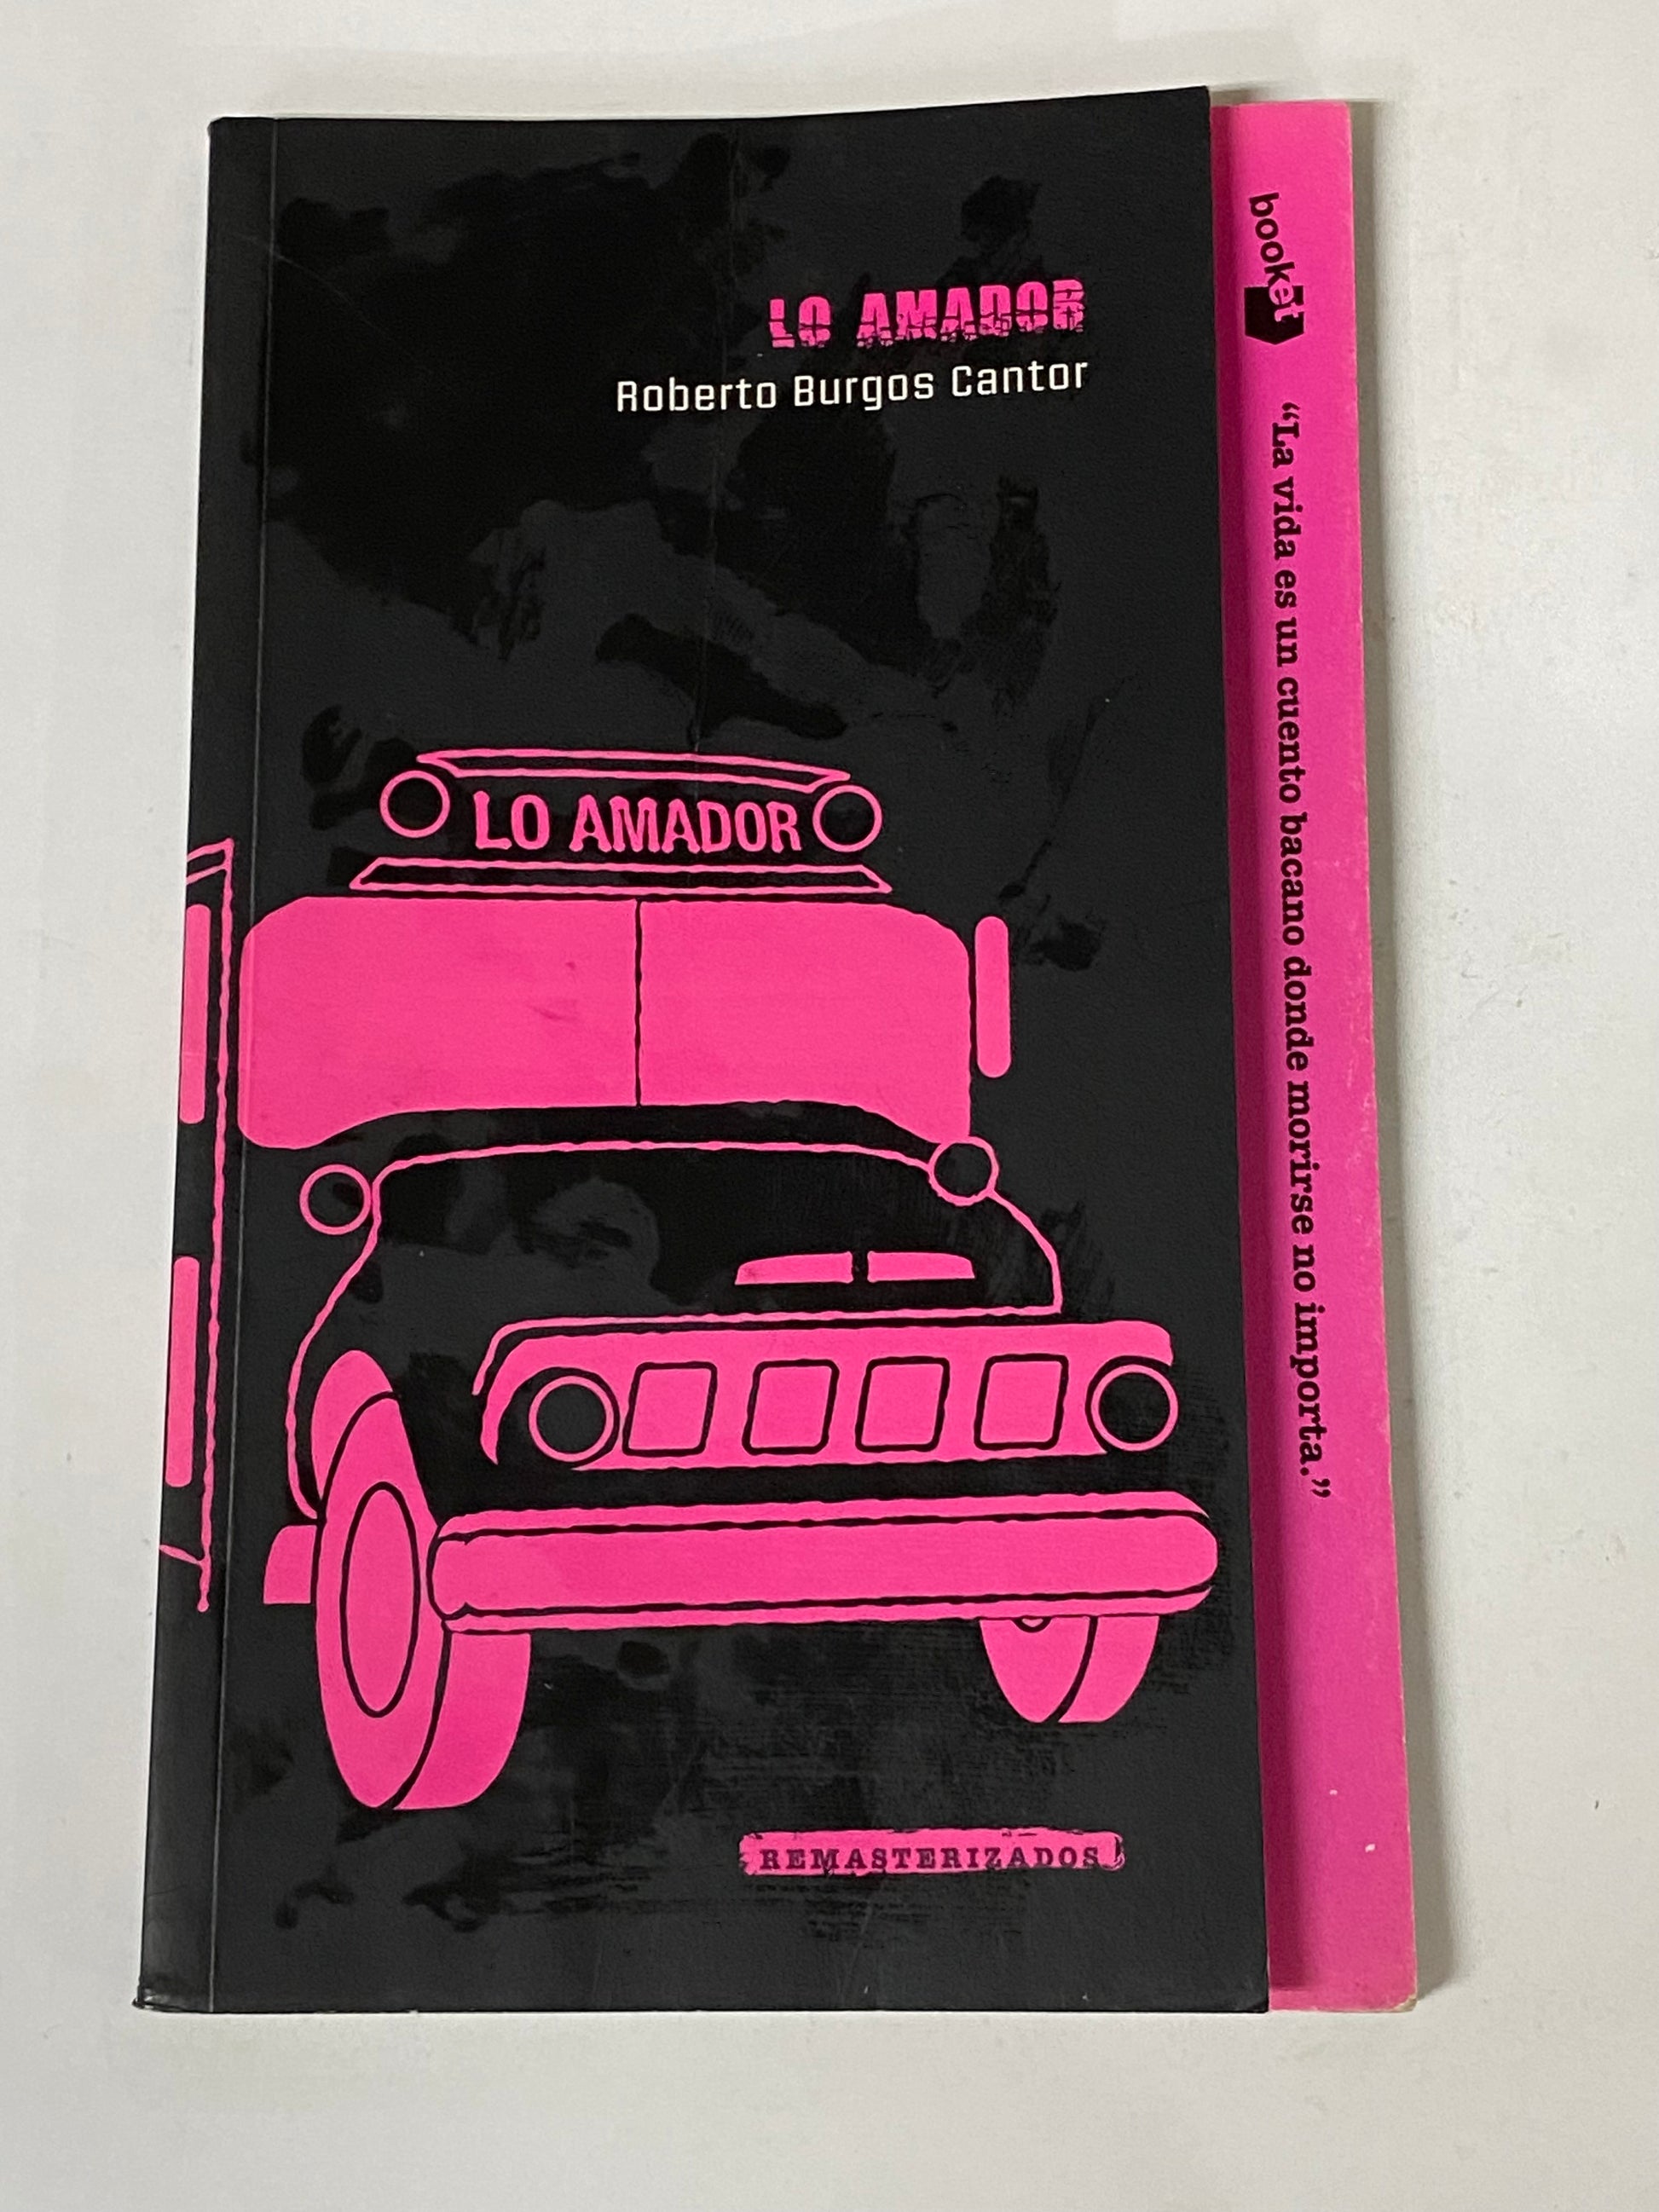 LO AMADOR
Roberto Burgos Cantor
LO AMADOR
REMASTERIZADOS
booket
“La vida es un cuento bacano donde morirse no importa.”